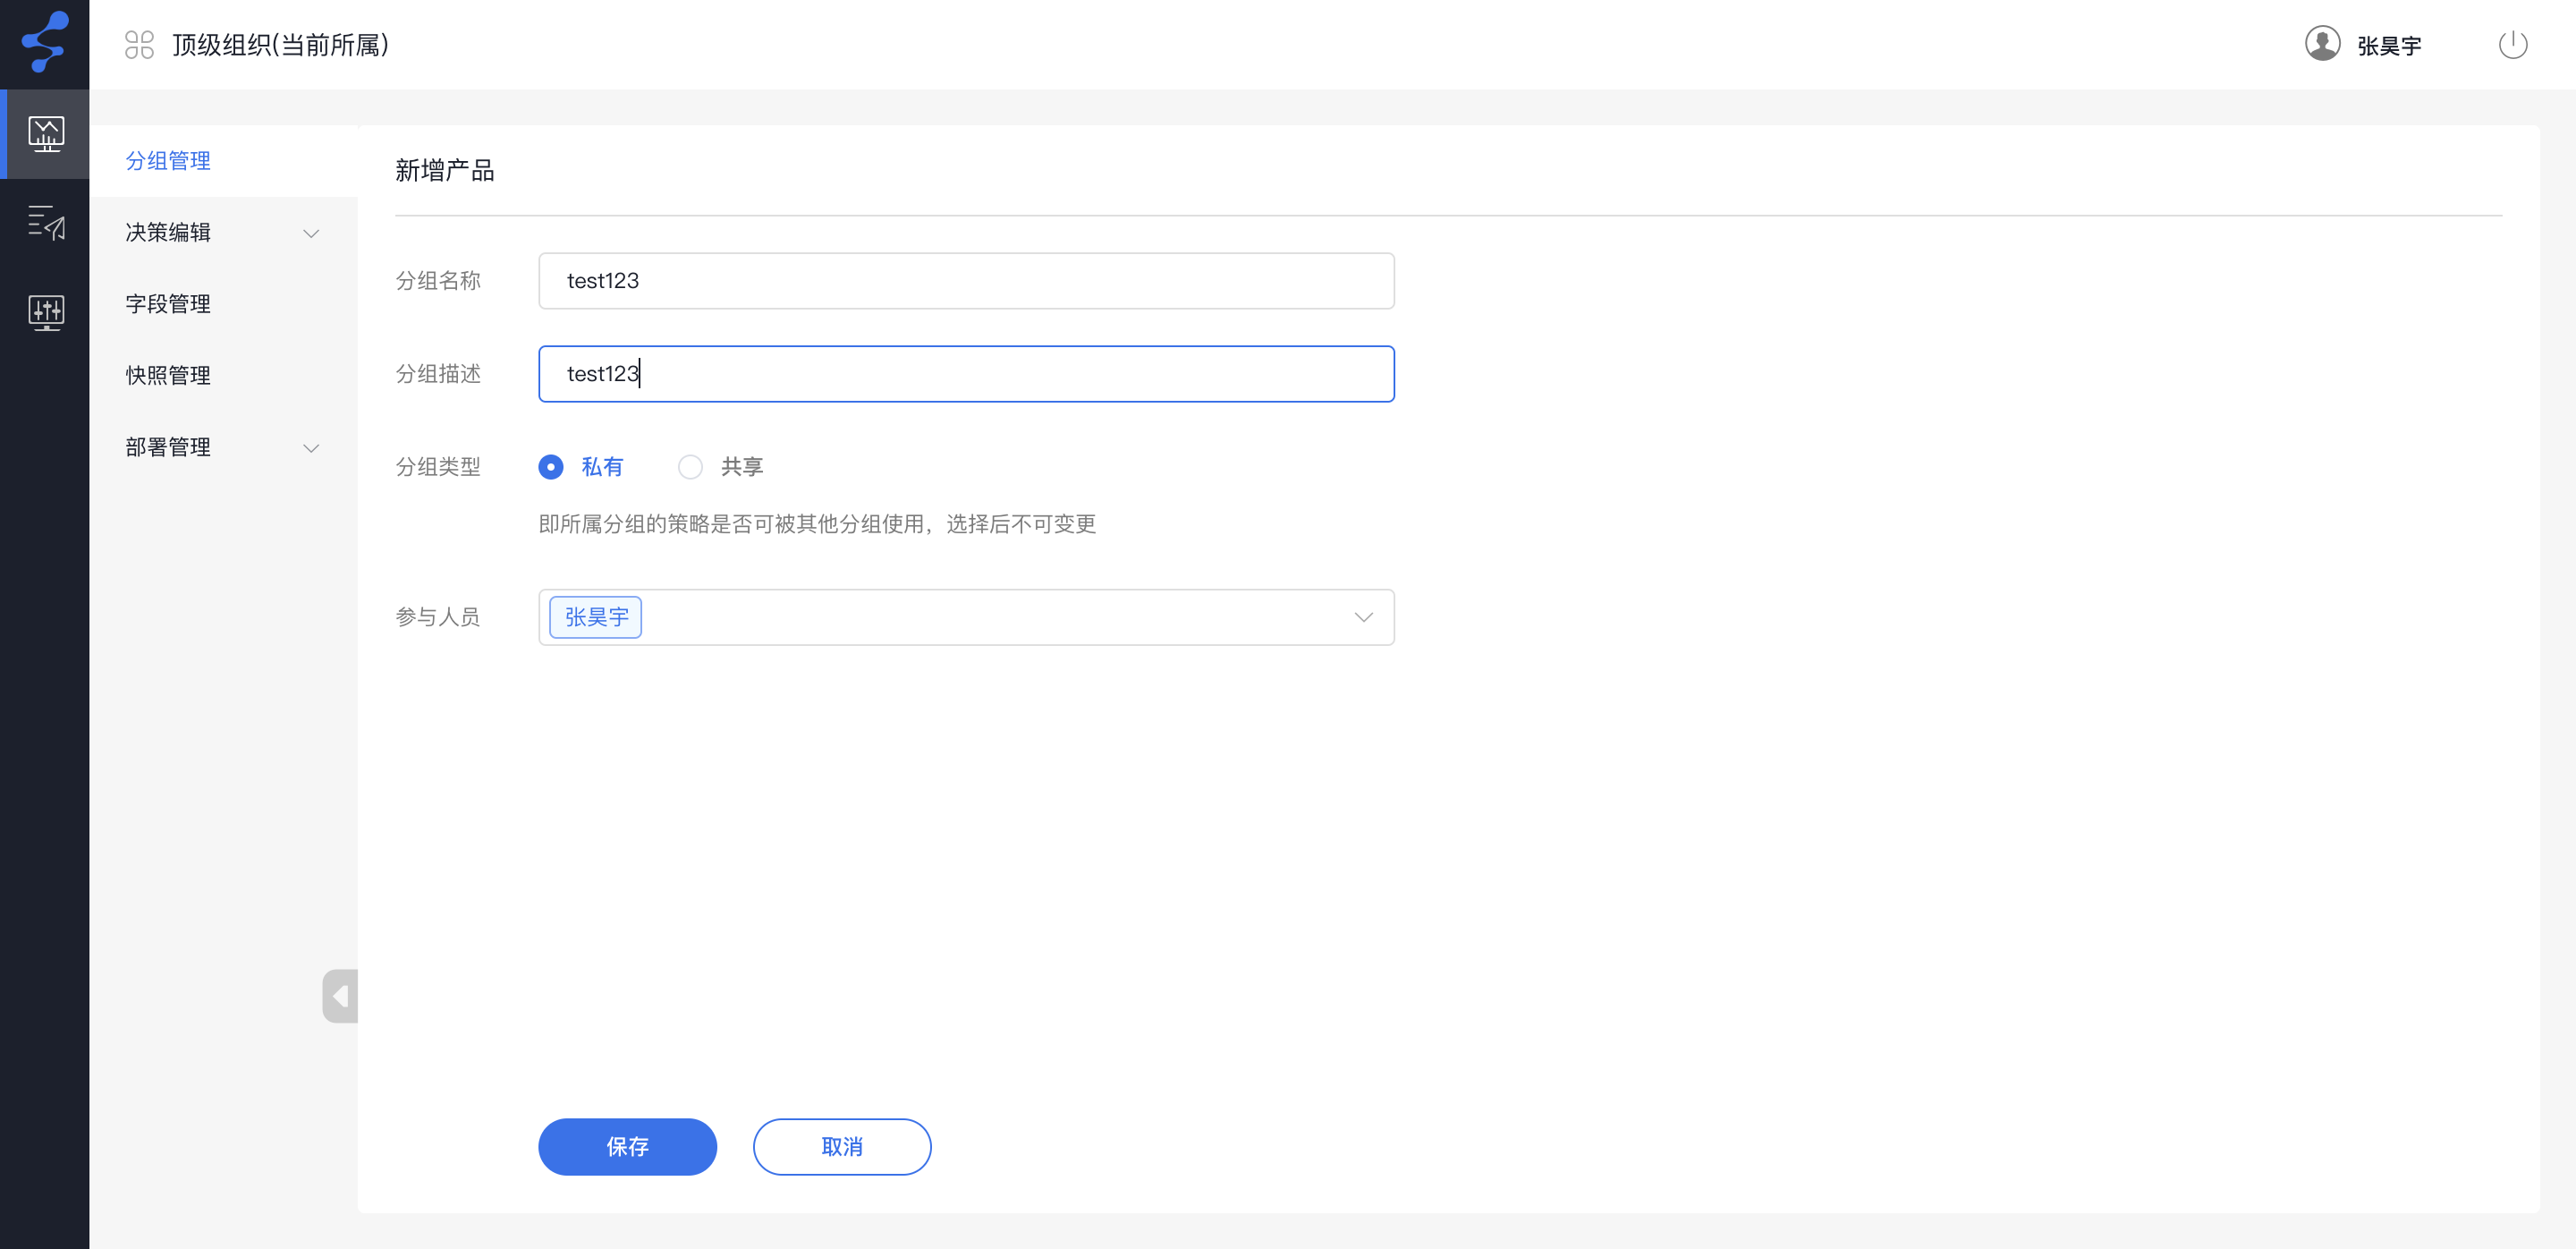 顶级组织(当前所属)
张昊宇
分组管理
决策编辑
字段管理
快照管理
部署管理
新增产品
分组名称 test123
分组描述 test123
分组类型 私有 共享
即所属分组的策略是否可被其他分组使用，选择后不可变更
参与人员 张昊宇
保存 取消